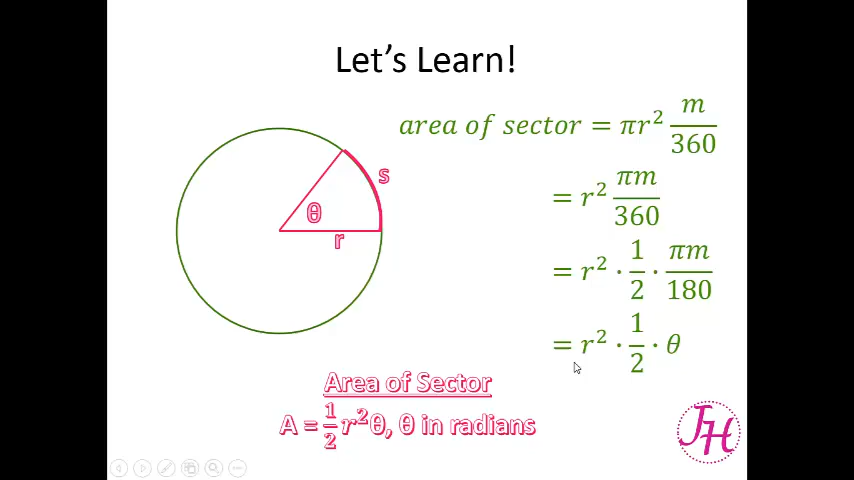 Let's Learn!
area of sector = πr² m/360
= r² πm/360
= r² · 1/2 · πm/180
= r² · 1/2 · θ
s
θ
r
Area of Sector
A = 1/2 r²θ, θ in radians
JH